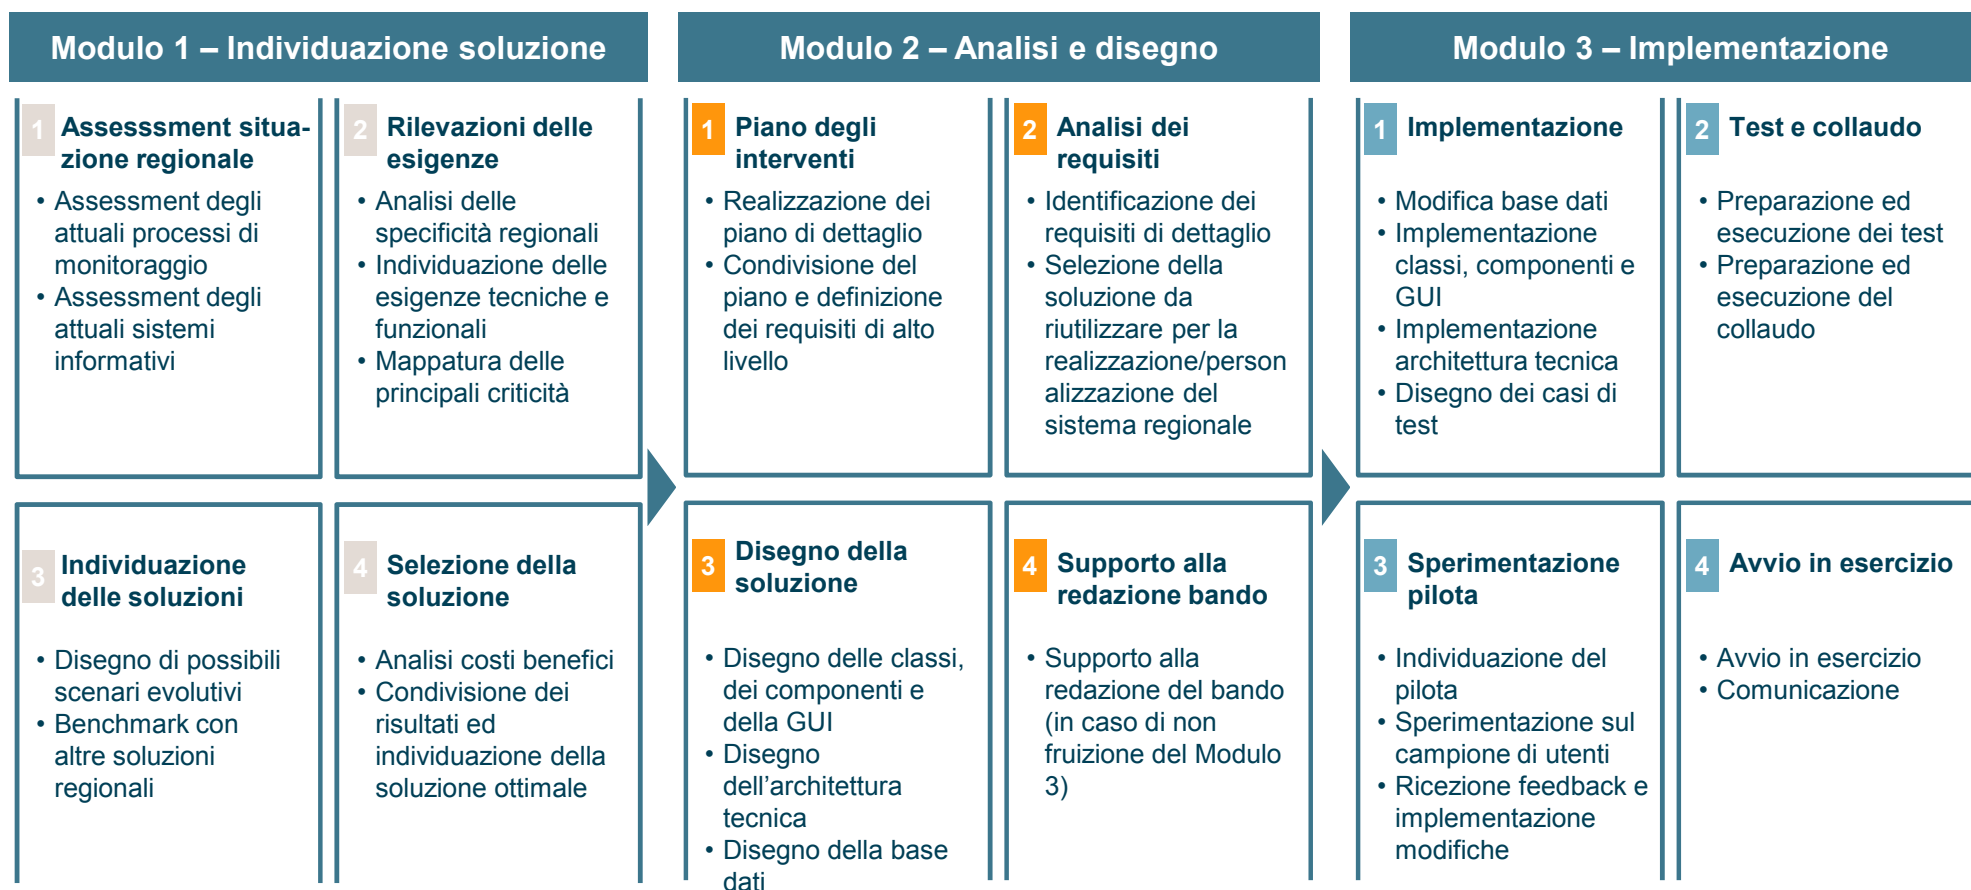 Modulo 1 – Individuazione soluzione
1
Assesssment situa-
zione regionale
• Assessment degli
attuali processi di
monitoraggio
• Assessment degli
attuali sistemi
informativi
2
Rilevazioni delle
esigenze
• Analisi delle
specificità regionali
• Individuazione delle
esigenze tecniche e
funzionali
• Mappatura delle
principali criticità
3
Individuazione
delle soluzioni
• Disegno di possibili
scenari evolutivi
• Benchmark con
altre soluzioni
regionali
4
Selezione della
soluzione
• Analisi costi benefici
• Condivisione dei
risultati ed
individuazione della
soluzione ottimale
Modulo 2 – Analisi e disegno
1
Piano degli
interventi
• Realizzazione dei
piano di dettaglio
• Condivisione del
piano e definizione
dei requisiti di alto
livello
2
Analisi dei
requisiti
• Identificazione dei
requisiti di dettaglio
• Selezione della
soluzione da
riutilizzare per la
realizzazione/person
alizzazione del
sistema regionale
3
Disegno della
soluzione
• Disegno delle classi,
dei componenti e
della GUI
• Disegno
dell’architettura
tecnica
• Disegno della base
dati
4
Supporto alla
redazione bando
• Supporto alla
redazione del bando
(in caso di non
fruizione del Modulo
3)
Modulo 3 – Implementazione
1
Implementazione
• Modifica base dati
• Implementazione
classi, componenti e
GUI
• Implementazione
architettura tecnica
• Disegno dei casi di
test
2
Test e collaudo
• Preparazione ed
esecuzione dei test
• Preparazione ed
esecuzione del
collaudo
3
Sperimentazione
pilota
• Individuazione del
pilota
• Sperimentazione sul
campione di utenti
• Ricezione feedback e
implementazione
modifiche
4
Avvio in esercizio
• Avvio in esercizio
• Comunicazione